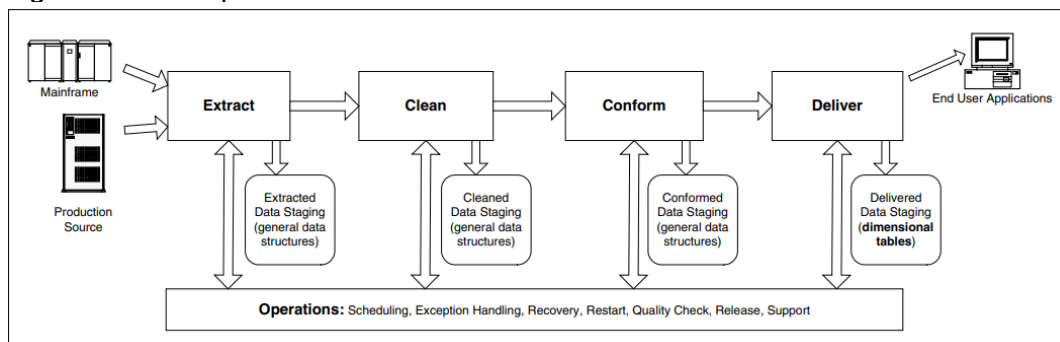 Mainframe
Production
Source
Extract
Clean
Conform
Deliver
End User Applications
Extracted
Data Staging
(general data
structures)
Cleaned
Data Staging
(general data
structures)
Conformed
Data Staging
(general data
structures)
Delivered
Data Staging
(dimensional
tables)
Operations: Scheduling, Exception Handling, Recovery, Restart, Quality Check, Release, Support